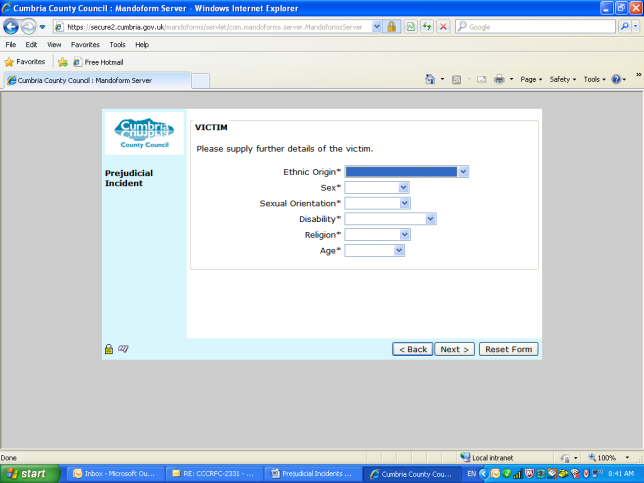 Cumbria County Council : Mandoform Server - Windows Internet Explorer
https://secure2.cumbria.gov.uk/mandoforms/servlet/com.mandoforms.server.MandoformsServer
Google
File Edit View Favorites Tools Help
Favorites Free Hotmail
Cumbria County Council : Mandoform Server
Page Safety Tools
Cumbria
County Council
VICTIM
Please supply further details of the victim.
Prejudicial
Incident
Ethnic Origin*
Sex*
Sexual Orientation*
Disability*
Religion*
Age*
< Back Next > Reset Form
Done Local intranet 100%
start Inbox - Microsoft Ou... RE: CCCRFC-2331 - ... Prejudicial Incidents ... Cumbria County Cou... EN 8:41 AM